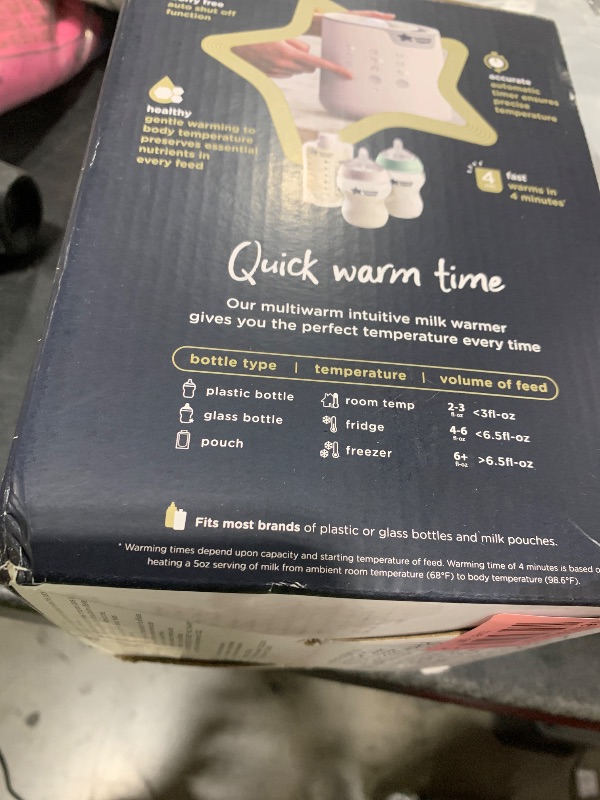 auto shut off
function
accurate
automatic
timer ensures
precise
temperature
healthy
gentle warming to
body temperature
preserves essential
nutrients in
every feed
4
fast
warms in
4 minutes*
Quick warm time
Our multiwarm intuitive milk warmer
gives you the perfect temperature every time
bottle type | temperature | volume of feed
plastic bottle room temp 2-3 fl-oz <3fl-oz
glass bottle fridge 4-6 fl-oz <6.5fl-oz
pouch freezer 6+ fl-oz >6.5fl-oz
Fits most brands of plastic or glass bottles and milk pouches.
* Warming times depend upon capacity and starting temperature of feed. Warming time of 4 minutes is based o
heating a 5oz serving of milk from ambient room temperature (68°F) to body temperature (98.6°F).